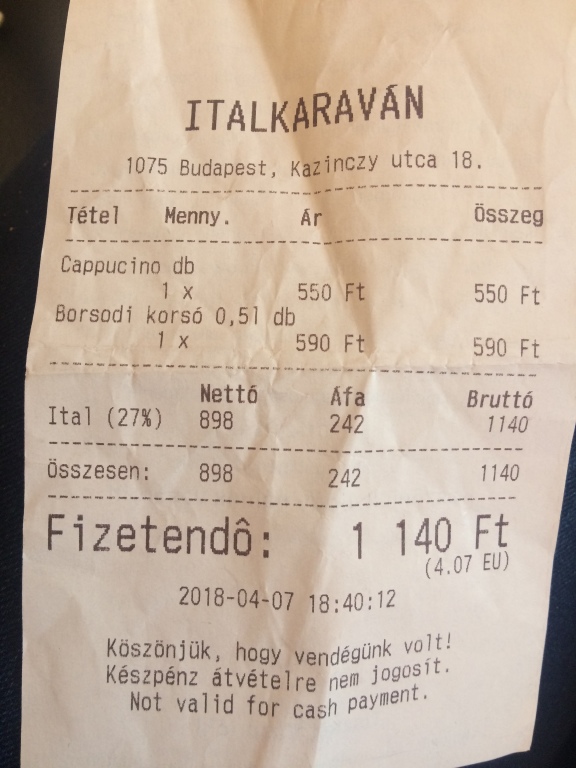 ITALKARAVÁN
1075 Budapest, Kazinczy utca 18.
Tétel Menny. Ár Összeg
Cappucino db
1 x 550 Ft 550 Ft
Borsodi korsó 0,5l db
1 x 590 Ft 590 Ft
Nettó Áfa Bruttó
Ital (27%) 898 242 1140
Összesen: 898 242 1140
Fizetendô: 1 140 Ft
(4.07 EU)
2018-04-07 18:40:12
Köszönjük, hogy vendégünk volt!
Készpénz átvételre nem jogosít.
Not valid for cash payment.